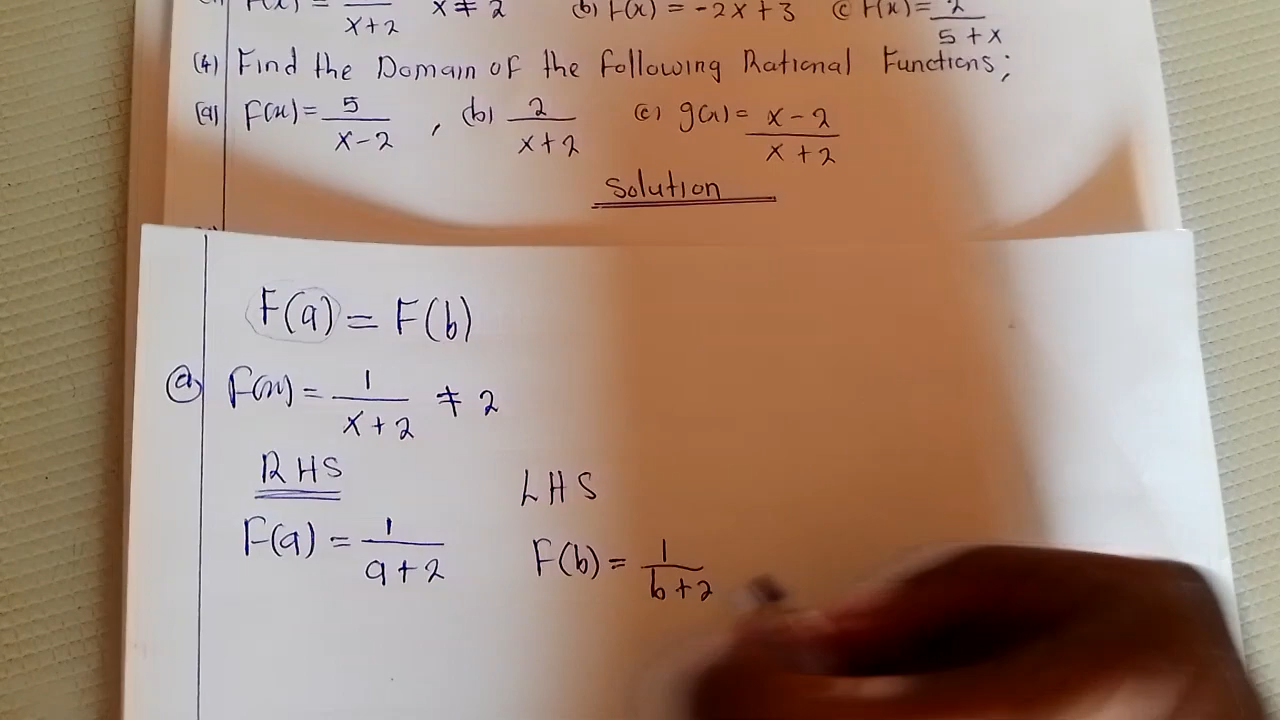 F(x) = x+2 x ≠ 2 (b) F(x) = -2x+3 (c) F(x) = 2/5+x
(4) Find the Domain of the following Rational Functions;
(a) F(x) = 5/x-2 , (b) 2/x+2 (c) g(x) = x-2/x+2
Solution
F(a) = F(b)
(a) F(x) = 1/x+2 ≠ 2
RHS LHS
F(a) = 1/a+2 F(b) = 1/b+2